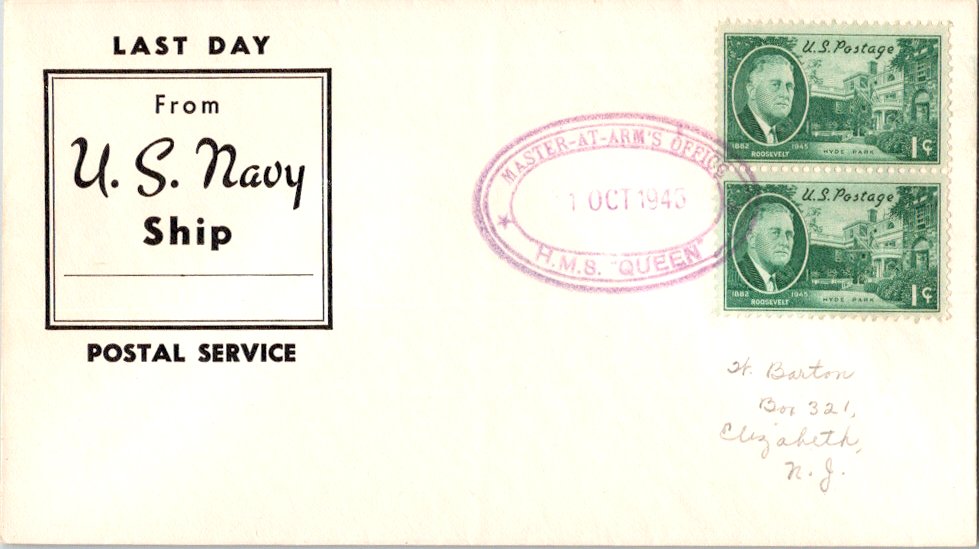 LAST DAY
From
U. S. Navy
Ship
POSTAL SERVICE
MASTER-AT-ARM'S OFFICE
1 OCT 1945
H.M.S. "QUEEN"
U.S. Postage
1882 1945
ROOSEVELT HYDE PARK 1¢
U.S. Postage
1882 1945
ROOSEVELT HYDE PARK 1¢
H. Barton
Box 321,
Elizabeth,
N. J.